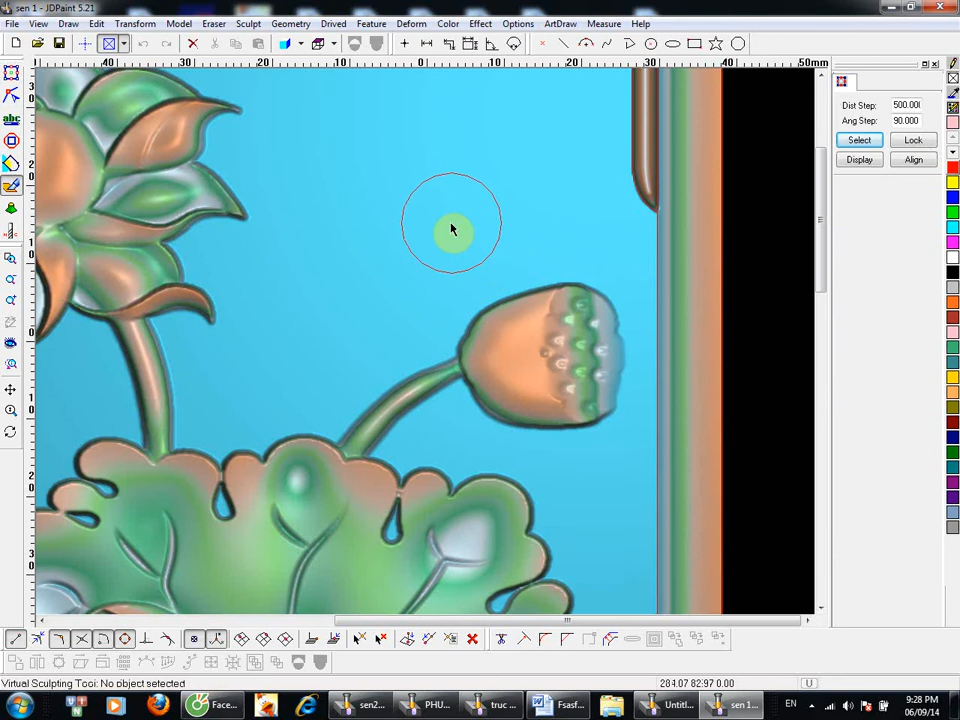 sen 1 - JDPaint 5.21
File View Draw Edit Transform Model Eraser Sculpt Geometry Drived Feature Deform Color Effect Options ArtDraw Measure Help
40 30 20 10 0 10 20 30 40 50mm
Dist Step: 500.00
Ang Step: 90.000
Select Lock
Display Align
abc
Virtual Sculpting Tool: No object selected
284.07 82.97 0.00
U
Face...
sen2...
PHU...
truc ...
Fsasf...
Untitl...
sen 1...
EN
9:28 PM
06/09/14